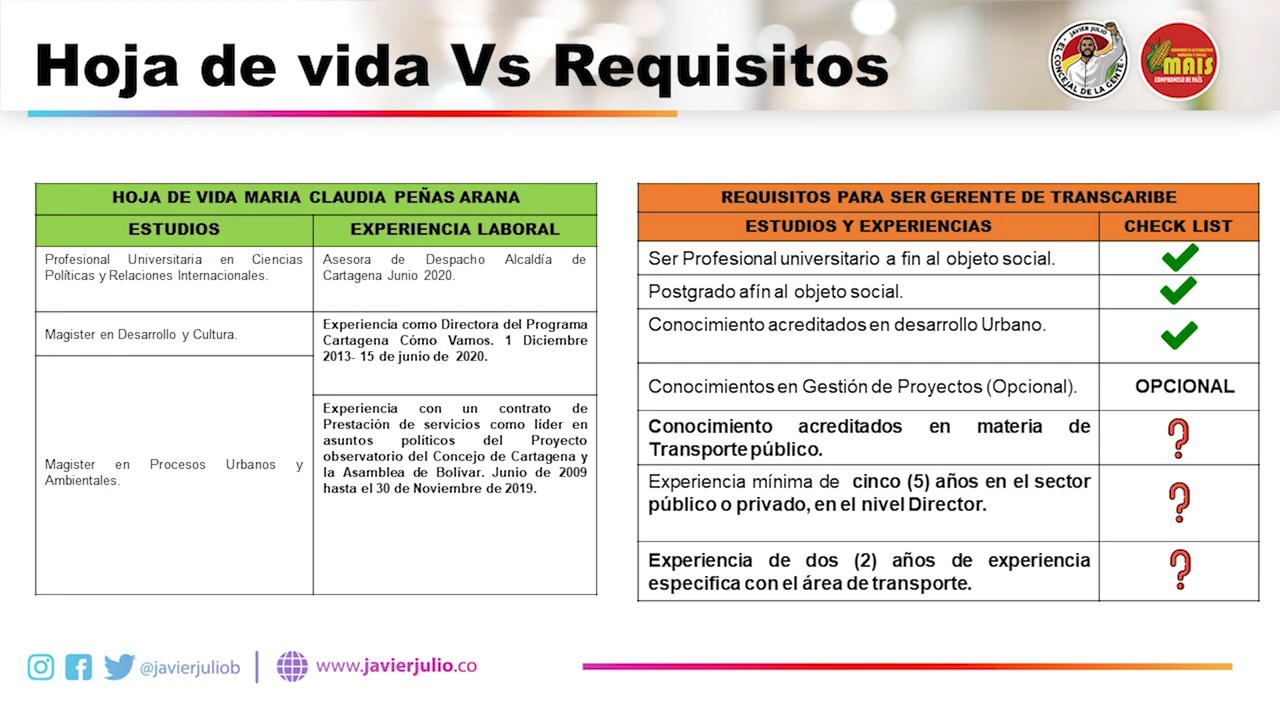 Hoja de vida Vs Requisitos
JAVIER JULIO
EL CONCEJAL DE LA GENTE
MOVIMIENTO ALTERNATIVO
INDÍGENA Y SOCIAL
MAIS
COMPROMISO DE PAÍS
HOJA DE VIDA MARIA CLAUDIA PEÑAS ARANA
ESTUDIOS
EXPERIENCIA LABORAL
Profesional Universitaria en Ciencias
Políticas y Relaciones Internacionales.
Asesora de Despacho Alcaldía de
Cartagena Junio 2020.
Magister en Desarrollo y Cultura.
Experiencia como Directora del Programa
Cartagena Cómo Vamos. 1 Diciembre
2013- 15 de junio de 2020.
Magister en Procesos Urbanos y
Ambientales.
Experiencia con un contrato de
Prestación de servicios como líder en
asuntos políticos del Proyecto
observatorio del Concejo de Cartagena y
la Asamblea de Bolívar. Junio de 2009
hasta el 30 de Noviembre de 2019.
REQUISITOS PARA SER GERENTE DE TRANSCARIBE
ESTUDIOS Y EXPERIENCIAS
CHECK LIST
Ser Profesional universitario a fin al objeto social.
Postgrado afín al objeto social.
Conocimiento acreditados en desarrollo Urbano.
Conocimientos en Gestión de Proyectos (Opcional).
OPCIONAL
Conocimiento acreditados en materia de
Transporte público.
?
Experiencia mínima de cinco (5) años en el sector
público o privado, en el nivel Director.
?
Experiencia de dos (2) años de experiencia
especifica con el área de transporte.
?
@javierjuliob
www.javierjulio.co